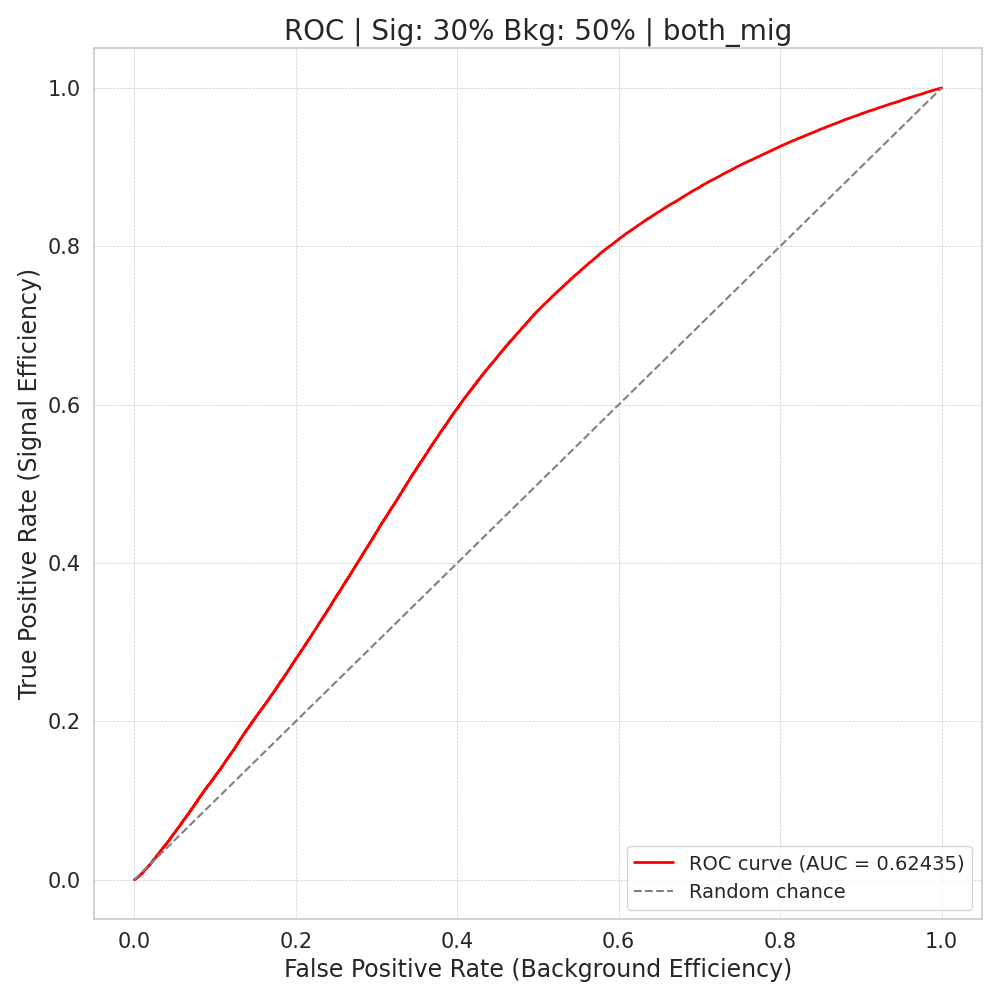 ROC | Sig: 30% Bkg: 50% | both_mig
True Positive Rate (Signal Efficiency)
1.0
0.8
0.6
0.4
0.2
0.0
ROC curve (AUC = 0.62435)
Random chance
0.0 0.2 0.4 0.6 0.8 1.0
False Positive Rate (Background Efficiency)